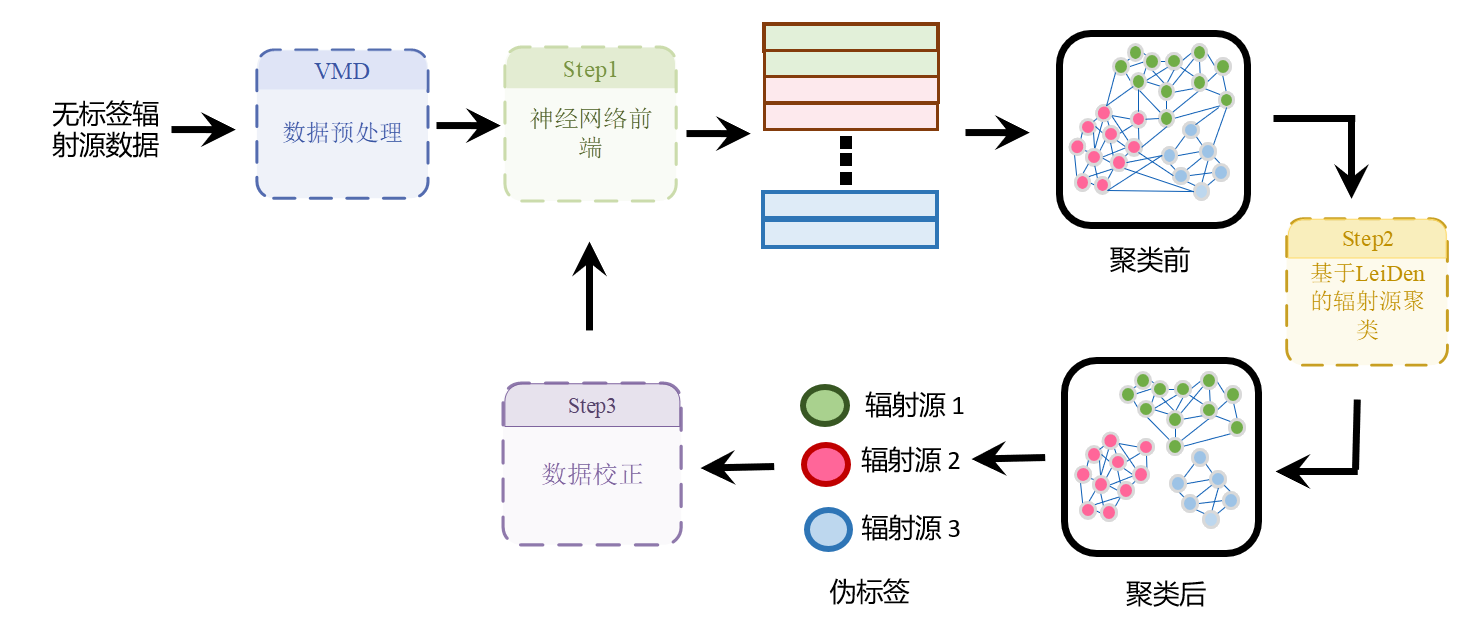 无标签辐
射源数据
VMD
数据预处理
Step1
神经网络前
端
聚类前
Step2
基于LeiDen
的辐射源聚
类
聚类后
辐射源 1
辐射源 2
辐射源 3
伪标签
Step3
数据校正